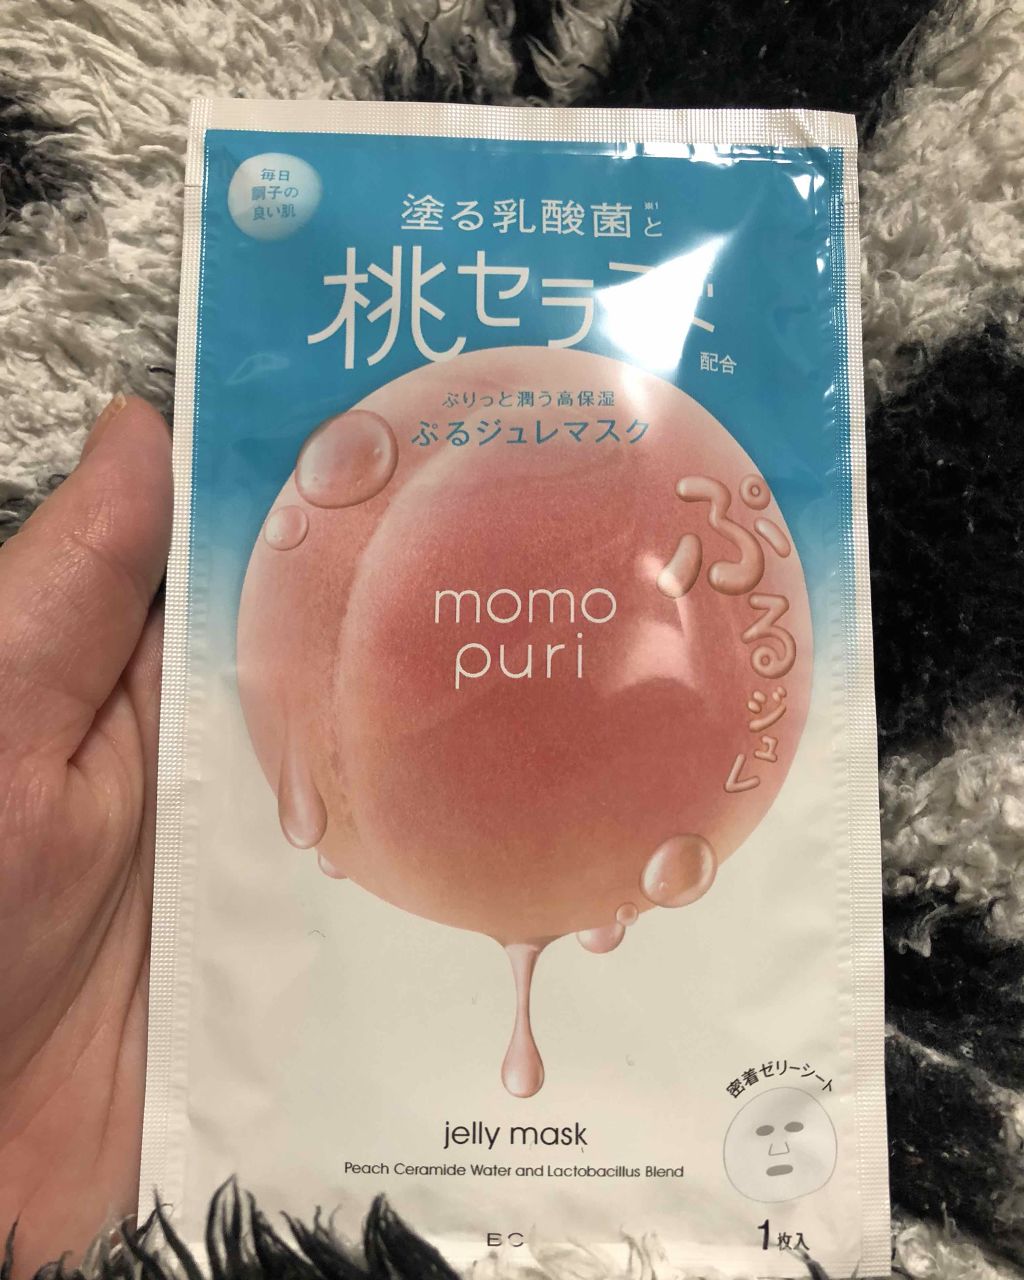 毎日
調子の
良い肌
塗る乳酸菌※1と
桃セラ
配合
ぷりっと潤う高保湿
ぷるジュレマスク
ぷるジュレ
momo
puri
密着ゼリーシート
jelly mask
Peach Ceramide Water and Lactobacillus Blend
BC
1枚入